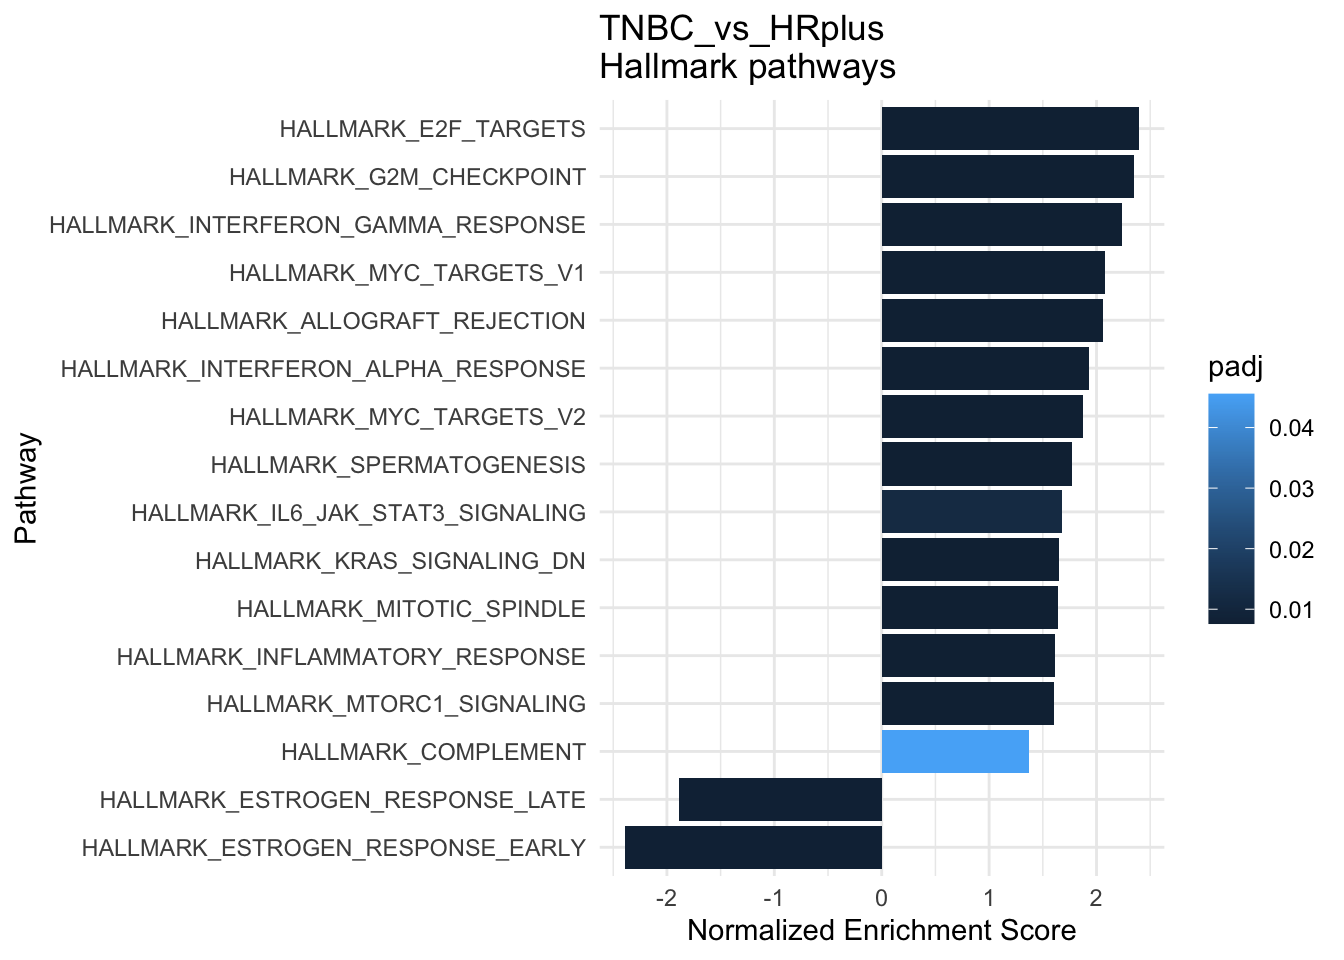 TNBC_vs_HRplus
Hallmark pathways
Pathway
HALLMARK_E2F_TARGETS
HALLMARK_G2M_CHECKPOINT
HALLMARK_INTERFERON_GAMMA_RESPONSE
HALLMARK_MYC_TARGETS_V1
HALLMARK_ALLOGRAFT_REJECTION
HALLMARK_INTERFERON_ALPHA_RESPONSE
HALLMARK_MYC_TARGETS_V2
HALLMARK_SPERMATOGENESIS
HALLMARK_IL6_JAK_STAT3_SIGNALING
HALLMARK_KRAS_SIGNALING_DN
HALLMARK_MITOTIC_SPINDLE
HALLMARK_INFLAMMATORY_RESPONSE
HALLMARK_MTORC1_SIGNALING
HALLMARK_COMPLEMENT
HALLMARK_ESTROGEN_RESPONSE_LATE
HALLMARK_ESTROGEN_RESPONSE_EARLY
-2 -1 0 1 2
Normalized Enrichment Score
padj
0.04
0.03
0.02
0.01